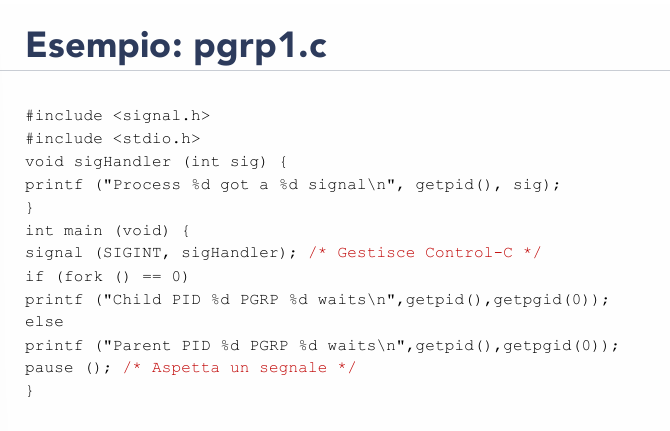 Esempio: pgrp1.c
#include <signal.h>
#include <stdio.h>
void sigHandler (int sig) {
printf ("Process %d got a %d signal\n", getpid(), sig);
}
int main (void) {
signal (SIGINT, sigHandler); /* Gestisce Control-C */
if (fork () == 0)
printf ("Child PID %d PGRP %d waits\n",getpid(),getpgid(0));
else
printf ("Parent PID %d PGRP %d waits\n",getpid(),getpgid(0));
pause (); /* Aspetta un segnale */
}